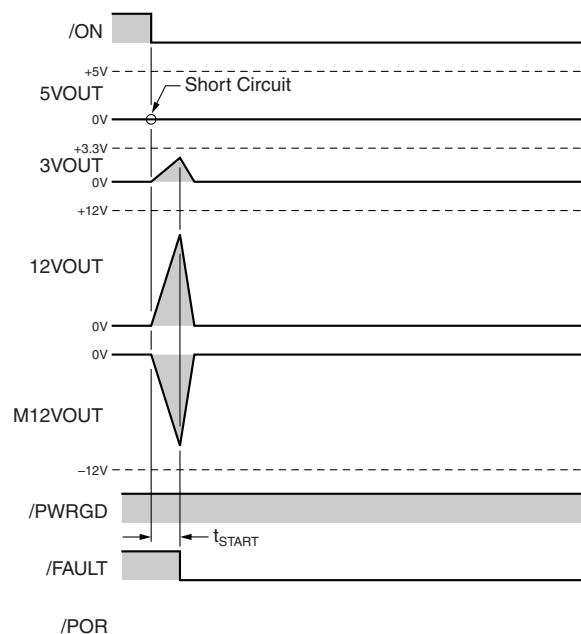 /ON
+5V
5VOUT
Short Circuit
0V
+3.3V
3VOUT
0V
+12V
12VOUT
0V
0V
M12VOUT
–12V
/PWRGD
tSTART
/FAULT
/POR